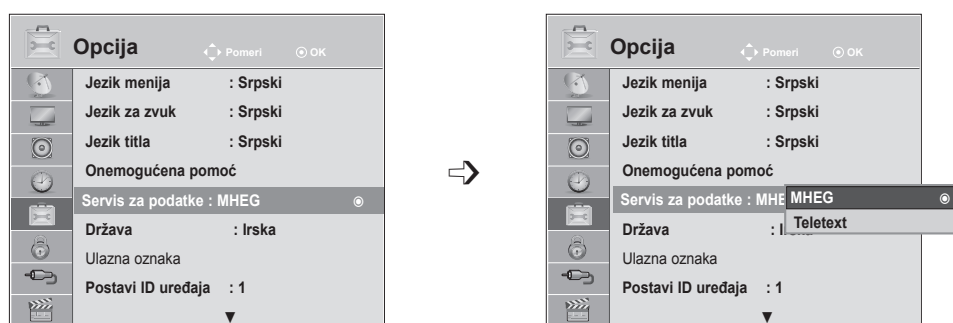 Opcija Pomeri OK
Jezik menija : Srpski
Jezik za zvuk : Srpski
Jezik titla : Srpski
Onemogućena pomoć
Servis za podatke : MHEG
Država : Irska
Ulazna oznaka
Postavi ID uređaja : 1
Opcija Pomeri OK
Jezik menija : Srpski
Jezik za zvuk : Srpski
Jezik titla : Srpski
Onemogućena pomoć
Servis za podatke : MHE
MHEG
Teletext
Država :
Ulazna oznaka
Postavi ID uređaja : 1